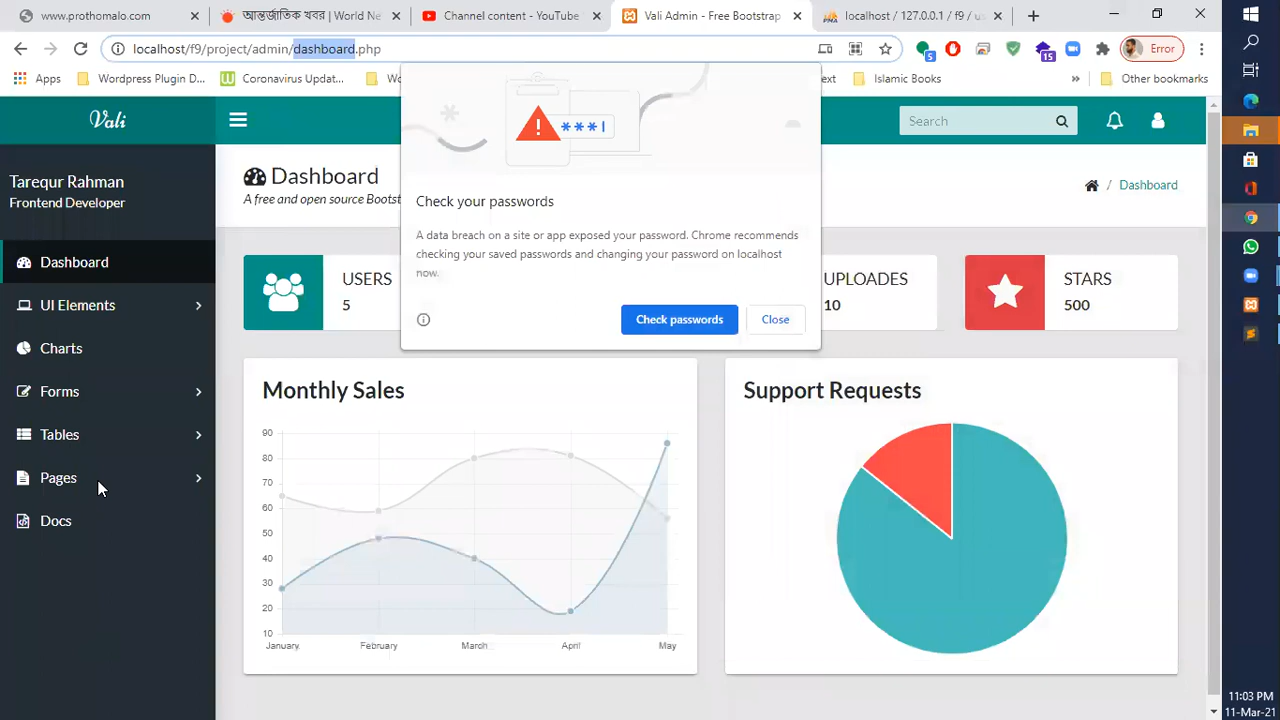 www.prothomalo.com
আন্তর্জাতিক খবর | World Ne
Channel content - YouTube
Vali Admin - Free Bootstrap
localhost / 127.0.0.1 / f9 / us
localhost/f9/project/admin/dashboard.php
5
15
Error
Apps
Wordpress Plugin D...
Coronavirus Updat...
Wo
ext
Islamic Books
»
Other bookmarks
Vali
Search
Tarequr Rahman
Frontend Developer
Dashboard
A free and open source Bootst
/ Dashboard
***|
Check your passwords
A data breach on a site or app exposed your password. Chrome recommends
checking your saved passwords and changing your password on localhost
now.
Check passwords
Close
USERS
5
UPLOADES
10
STARS
500
Dashboard
UI Elements
Charts
Forms
Tables
Pages
Docs
Monthly Sales
90
80
70
60
50
40
30
20
10
January
February
March
April
May
Support Requests
11:03 PM
11-Mar-21